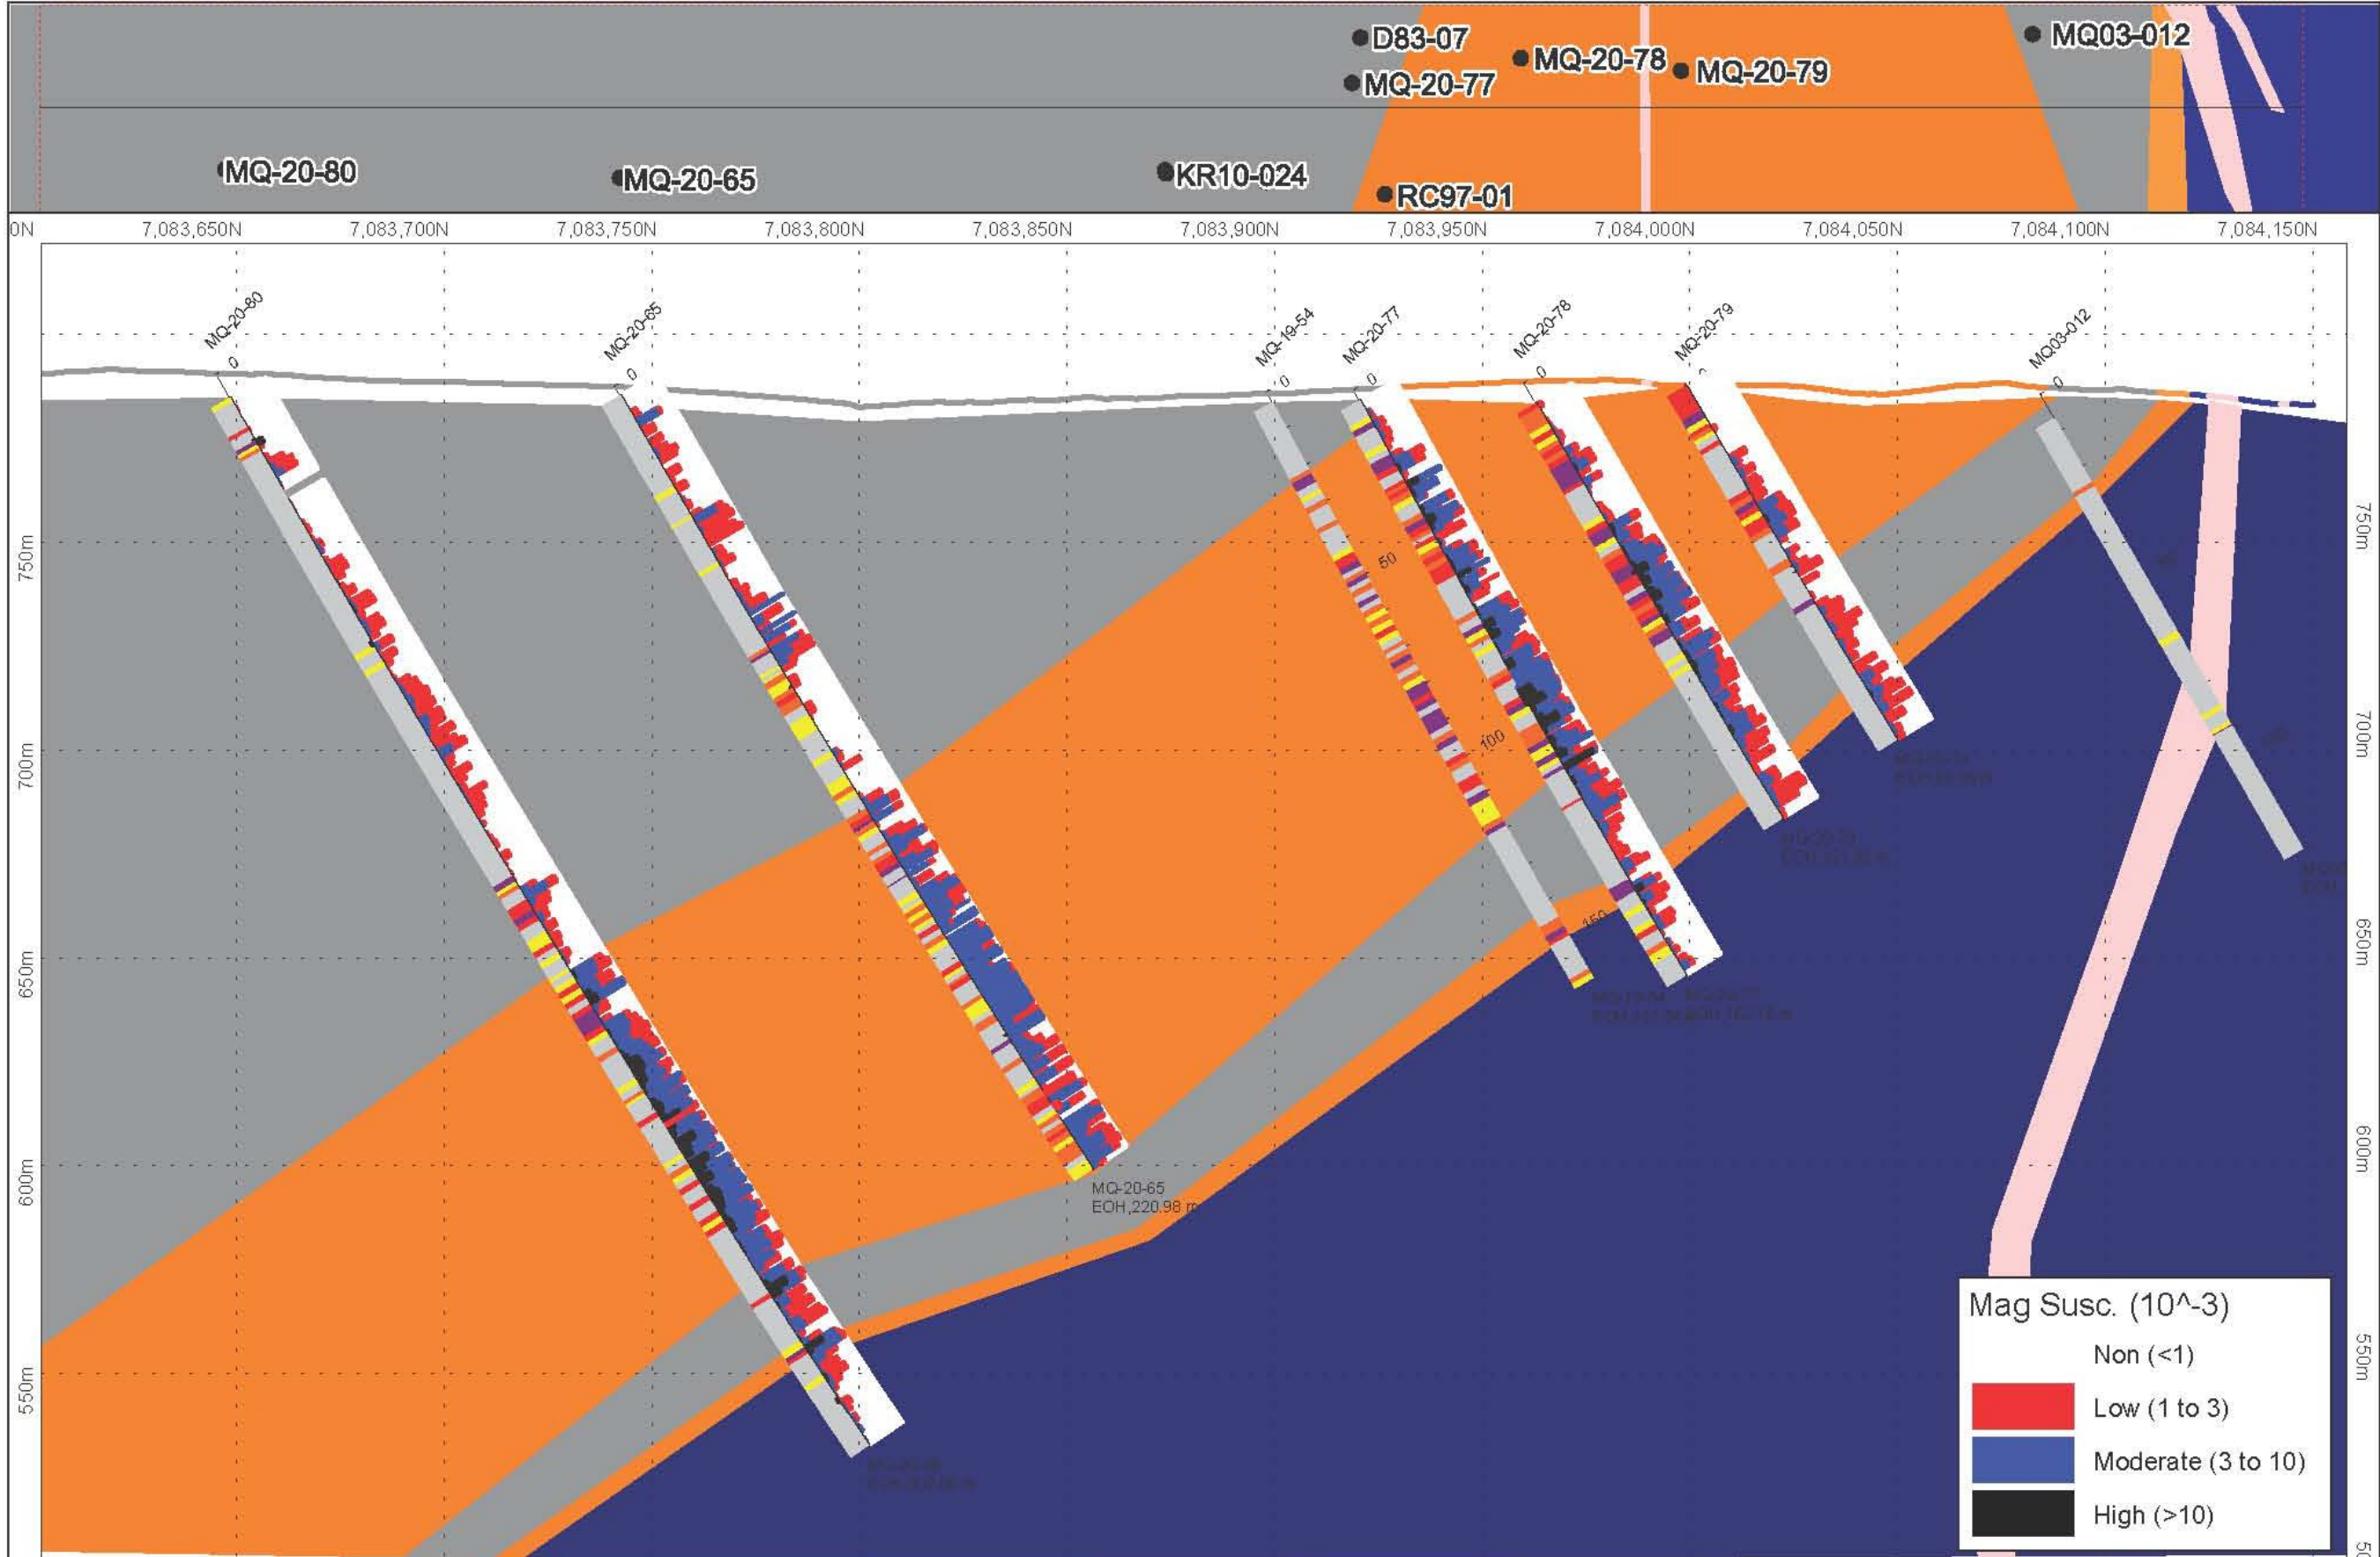 D83-07
MQ03-012
MQ-20-78
MQ-20-79
MQ-20-77
MQ-20-80
MQ-20-65
KR10-024
RC97-01
0N 7,083,650N 7,083,700N 7,083,750N 7,083,800N 7,083,850N 7,083,900N 7,083,950N 7,084,000N 7,084,050N 7,084,100N 7,084,150N
MQ-20-80
0
MQ-20-65
0
MQ-19-54
0
MQ-20-77
0
MQ-20-78
0
MQ-20-79
MQ03-012
0
750m
750m
50
700m
700m
100
650m
650m
150
600m
600m
MQ-20-65
EOH,220.98 m
550m
550m
Mag Susc. (10^-3)
Non (<1)
Low (1 to 3)
Moderate (3 to 10)
High (>10)